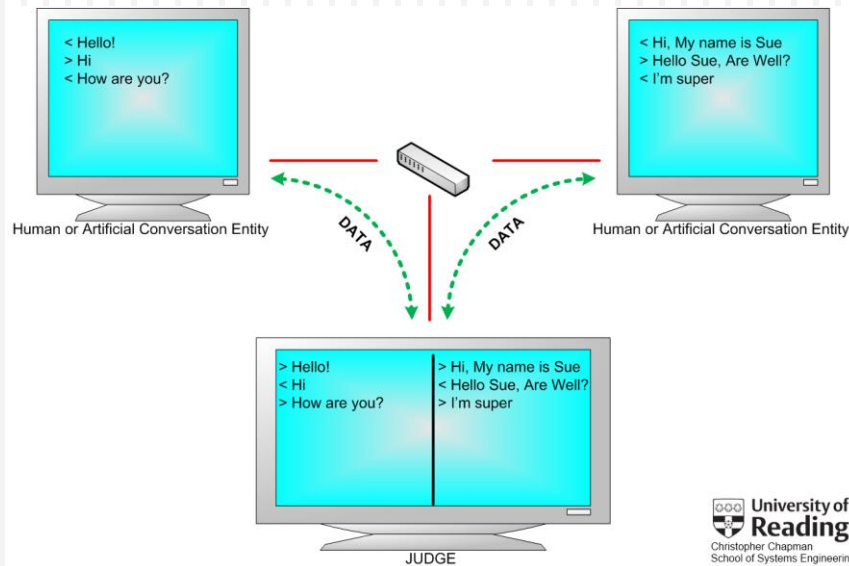 < Hello!
> Hi
< How are you?
< Hi, My name is Sue
> Hello Sue, Are Well?
< I'm super
Human or Artificial Conversation Entity
Human or Artificial Conversation Entity
DATA
DATA
> Hello!
< Hi
> How are you?
> Hi, My name is Sue
< Hello Sue, Are Well?
> I'm super
JUDGE
University of
Reading
Christopher Chapman
School of Systems Engineerin